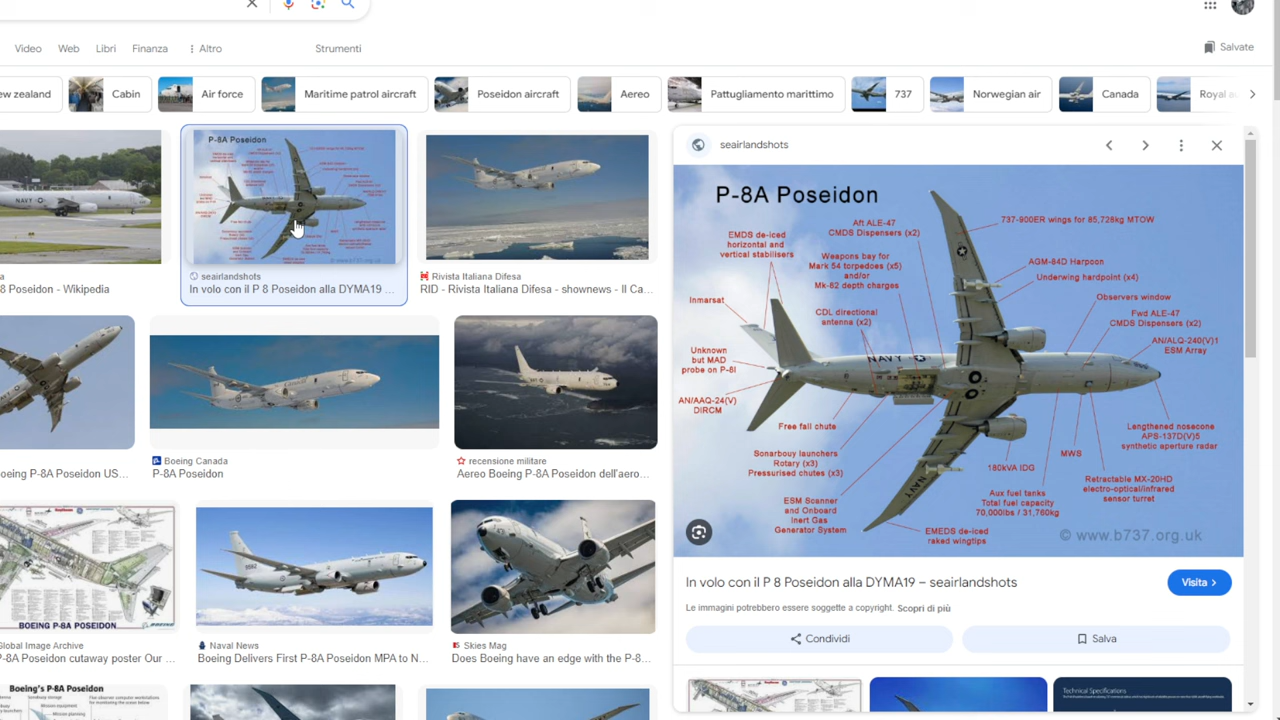 Video
Web
Libri
Finanza
Altro
Strumenti
Salvate
ew zealand
Cabin
Air force
Maritime patrol aircraft
Poseidon aircraft
Aereo
Pattugliamento marittimo
737
Norwegian air
Canada
Royal
P-8A Poseidon
seairlandshots
In volo con il P 8 Poseidon alla DYMA19 ...
8 Poseidon - Wikipedia
Rivista Italiana Difesa
RID - Rivista Italiana Difesa - shownews - Il Ca...
oeing P-8A Poseidon US...
Boeing Canada
P-8A Poseidon
recensione militare
Aereo Boeing P-8A Poseidon dell'aero...
BOEING P-8A POSEIDON
Global Image Archive
P-8A Poseidon cutaway poster Our ...
Naval News
Boeing Delivers First P-8A Poseidon MPA to N...
Skies Mag
Does Boeing have an edge with the P-8...
Boeing's P-8A Poseidon
seairlandshots
P-8A Poseidon
737-900ER wings for 85,728kg MTOW
Aft ALE-47
CMDS Dispensers (x2)
EMDS de-iced
horizontal and
vertical stabilisers
Weapons bay for
Mark 54 torpedoes (x5)
and/or
Mk-82 depth charges
AGM-84D Harpoon
Underwing hardpoint (x4)
Observers window
Inmarsat
CDL directional
antenna (x2)
Fwd ALE-47
CMDS Dispensers (x2)
AN/ALQ-240(V)1
ESM Array
Unknown
but MAD
probe on P-8I
NAVY
AN/AAQ-24(V)
DIRCM
Free fall chute
Lengthened nosecone
APS-137D(V)5
synthetic aperture radar
Sonarbouy launchers
Rotary (x3)
Pressurised chutes (x3)
MWS
180kVA IDG
Retractable MX-20HD
electro-optical/infrared
sensor turret
Aux fuel tanks
Total fuel capacity
70,000lbs / 31,760kg
ESM Scanner
and Onboard
Inert Gas
Generator System
NAVY
EMEDS de-iced
raked wingtips
© www.b737.org.uk
In volo con il P 8 Poseidon alla DYMA19 – seairlandshots
Visita
Le immagini potrebbero essere soggette a copyright. Scopri di più
Condividi
Salva
Technical Specifications